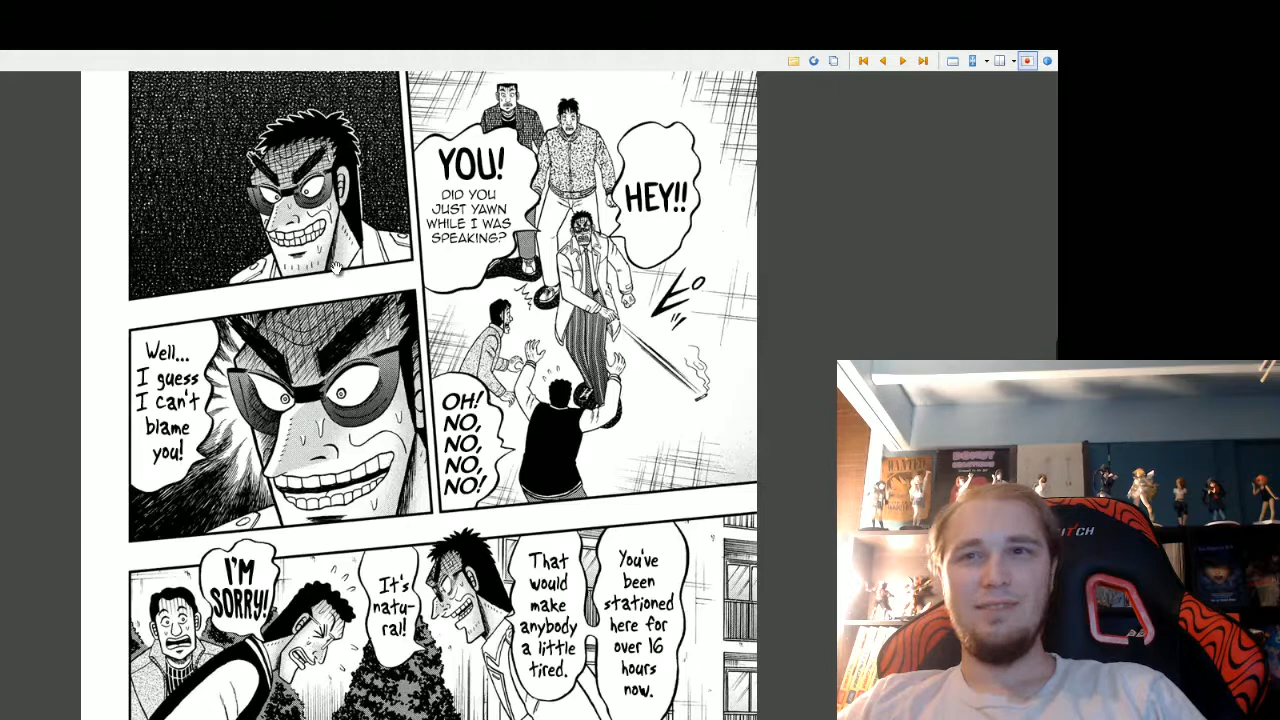 HEY!!
YOU!
DID YOU
JUST YAWN
WHILE I WAS
SPEAKING?
OH!
NO,
NO,
NO,
NO!
Well...
I guess
I can't
blame
you!
You've
been
stationed
here for
over 16
hours
now.
That
would
make
anybody
a little
tired.
It's
natu-
ral!
I'M
SORRY!
WANTED
DONUT